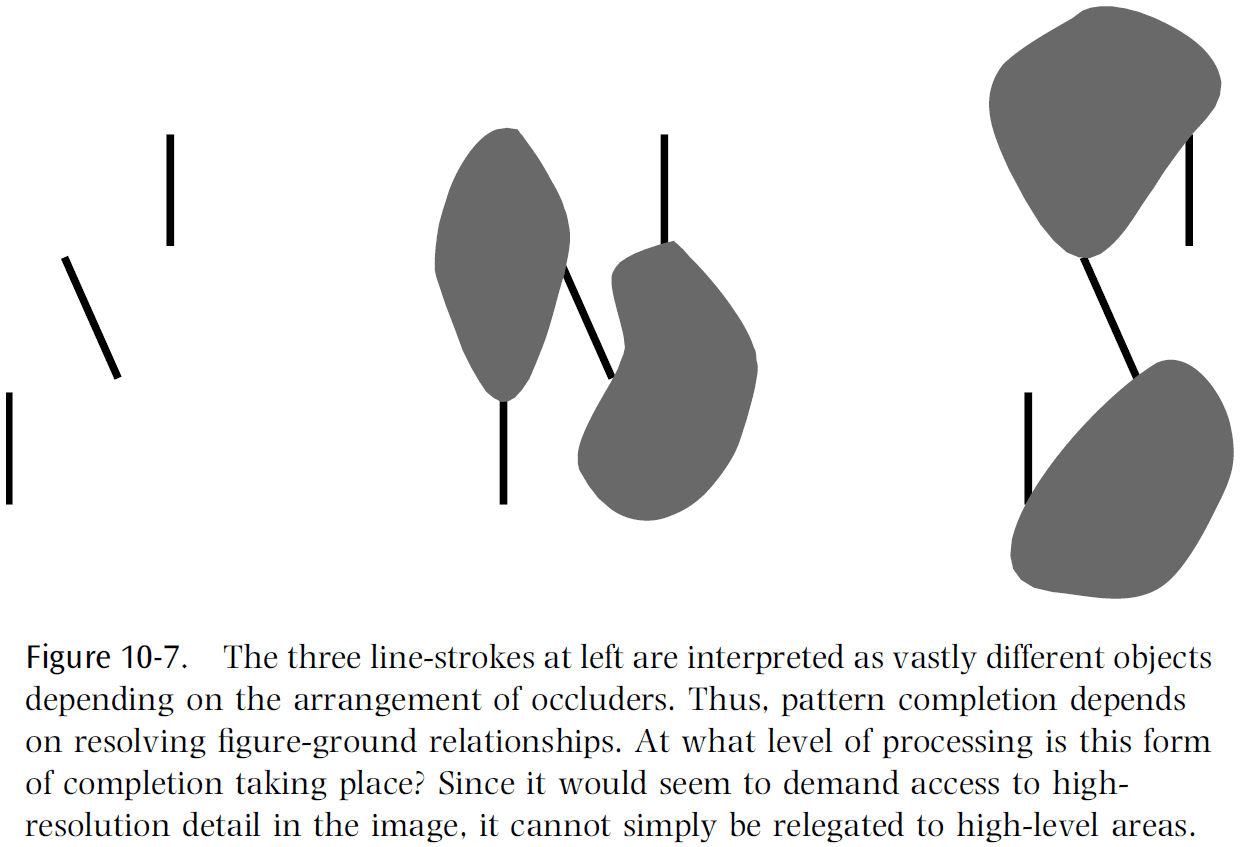 Figure 10-7. The three line-strokes at left are interpreted as vastly different objects
depending on the arrangement of occluders. Thus, pattern completion depends
on resolving figure-ground relationships. At what level of processing is this form
of completion taking place? Since it would seem to demand access to high-
resolution detail in the image, it cannot simply be relegated to high-level areas.